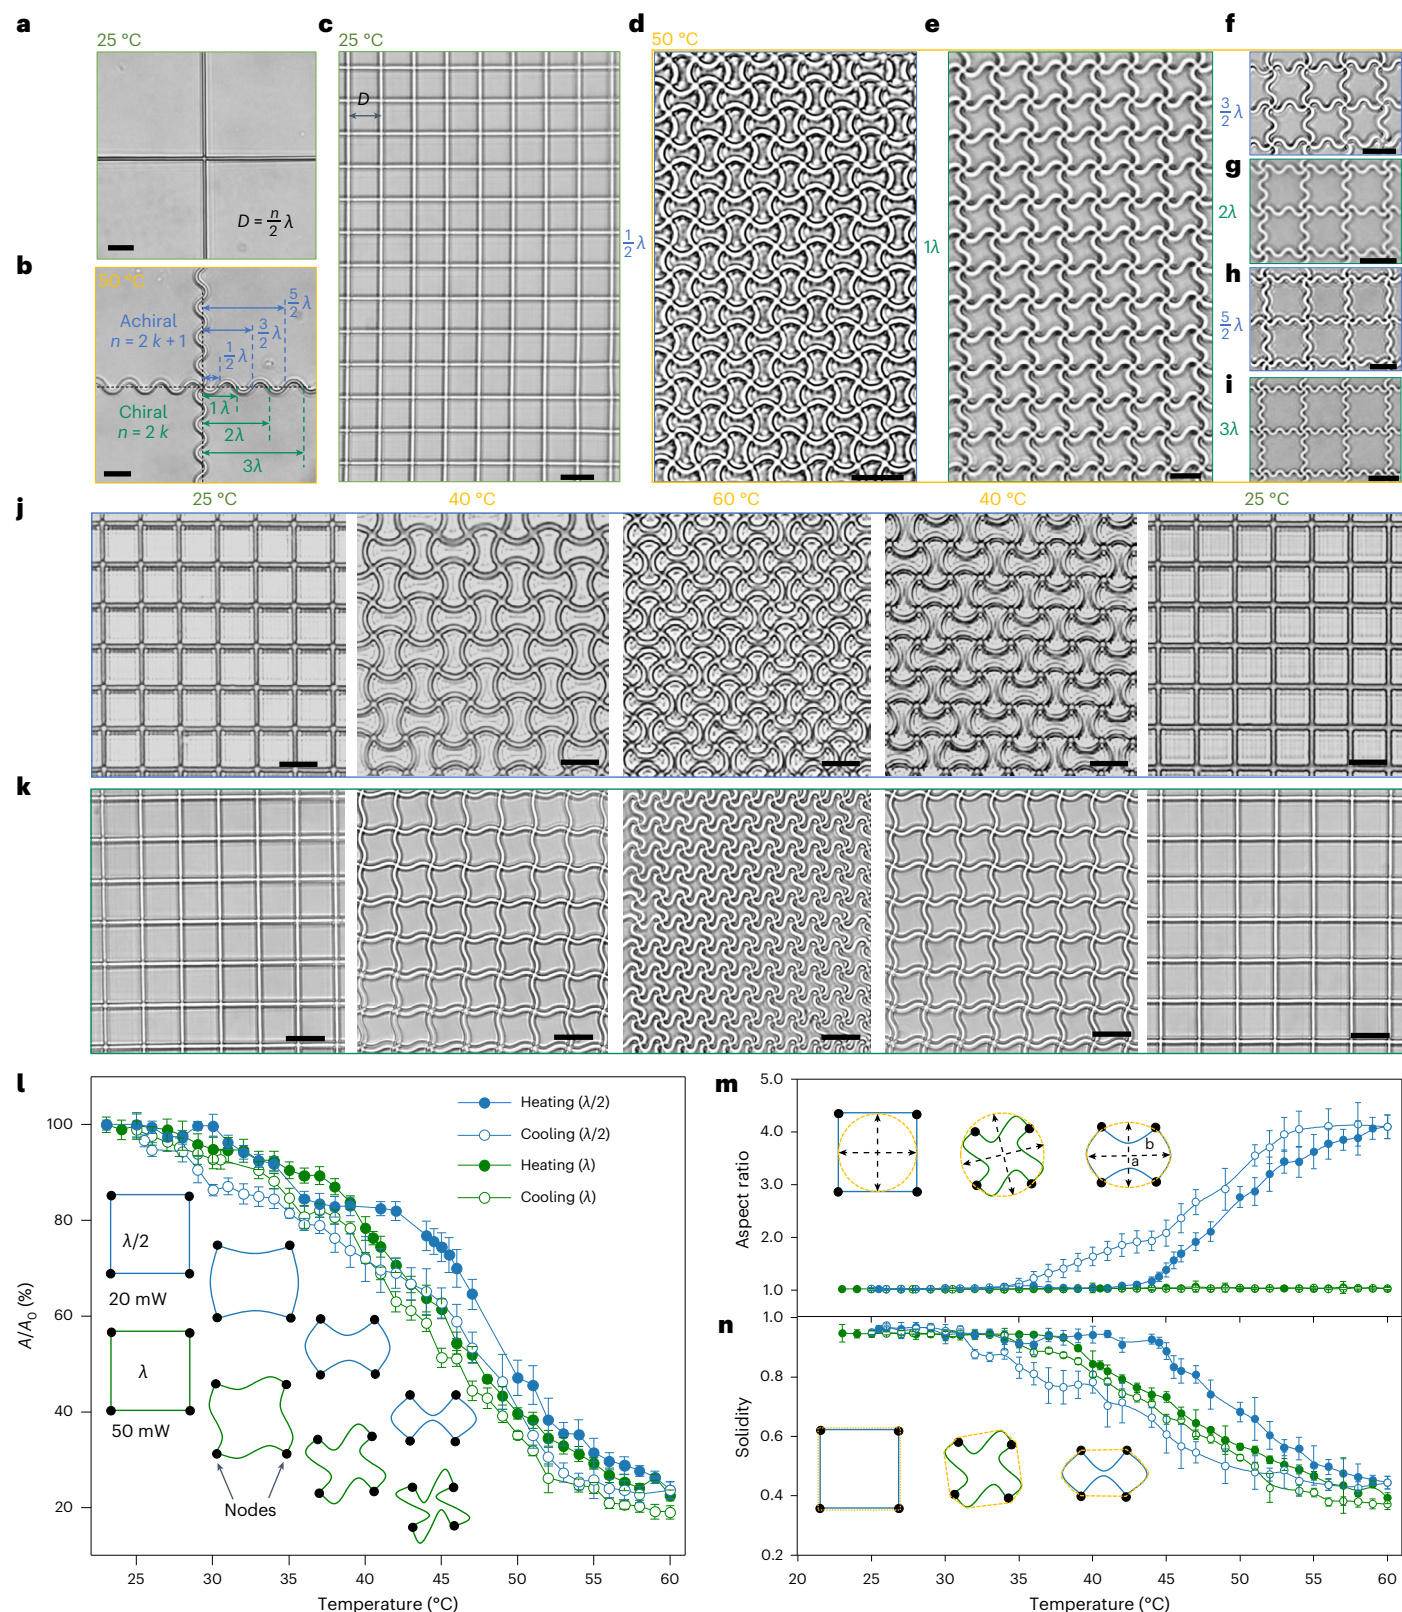 a
25 °C
D = n/2 λ
b
50 °C
Achiral
n = 2 k + 1
1/2 λ
3/2 λ
5/2 λ
Chiral
n = 2 k
1λ
2λ
3λ
c
25 °C
D
d
50 °C
1/2 λ
e
1λ
f
3/2 λ
g
2λ
h
5/2 λ
i
3λ
j
25 °C
40 °C
60 °C
40 °C
25 °C
k
l
100
80
60
40
20
A/A₀ (%)
Heating (λ/2)
Cooling (λ/2)
Heating (λ)
Cooling (λ)
λ/2
20 mW
λ
50 mW
Nodes
25 30 35 40 45 50 55 60
Temperature (°C)
m
5.0
4.0
3.0
2.0
1.0
Aspect ratio
b
a
n
1.0
0.8
0.6
0.4
0.2
Solidity
20 25 30 35 40 45 50 55 60
Temperature (°C)